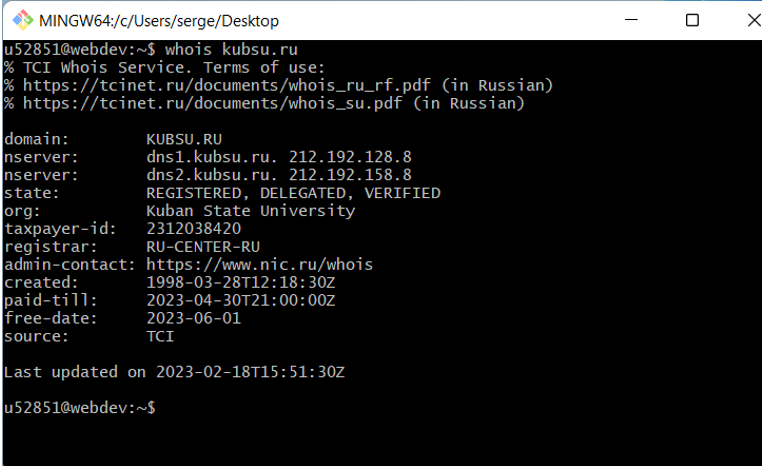 MINGW64:/c/Users/serge/Desktop
u52851@webdev:~$ whois kubsu.ru
% TCI Whois Service. Terms of use:
% https://tcinet.ru/documents/whois_ru_rf.pdf (in Russian)
% https://tcinet.ru/documents/whois_su.pdf (in Russian)

domain:        KUBSU.RU
nserver:       dns1.kubsu.ru. 212.192.128.8
nserver:       dns2.kubsu.ru. 212.192.158.8
state:         REGISTERED, DELEGATED, VERIFIED
org:           Kuban State University
taxpayer-id:   2312038420
registrar:     RU-CENTER-RU
admin-contact: https://www.nic.ru/whois
created:       1998-03-28T12:18:30Z
paid-till:     2023-04-30T21:00:00Z
free-date:     2023-06-01
source:        TCI

Last updated on 2023-02-18T15:51:30Z

u52851@webdev:~$